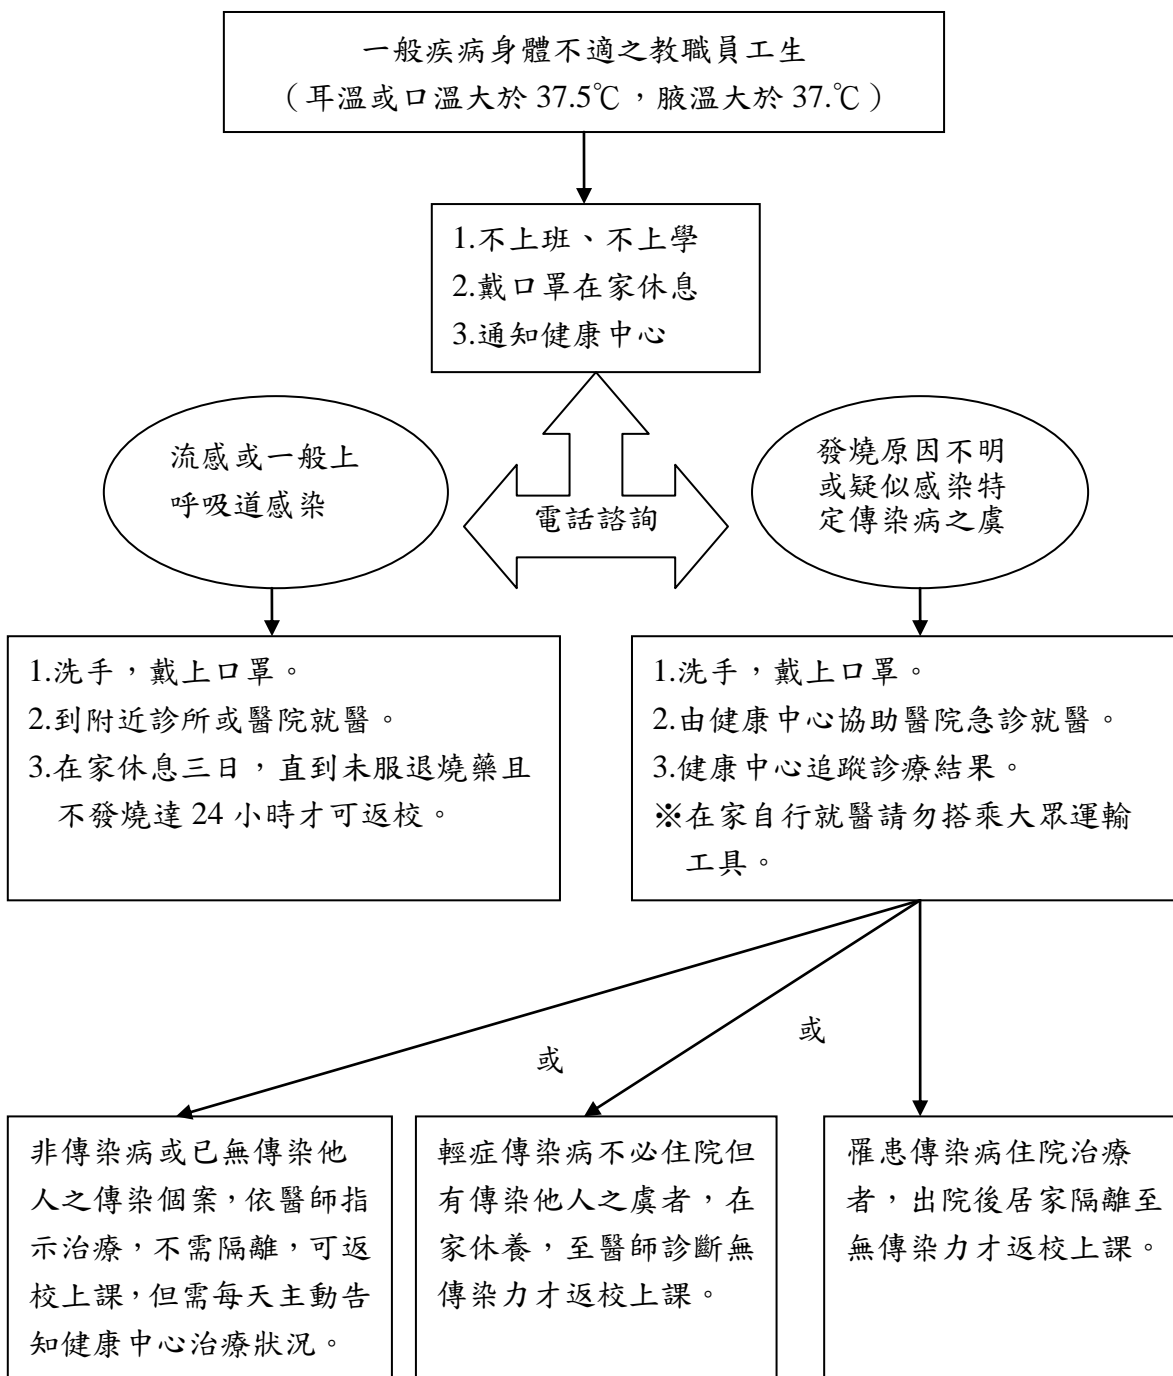 一般疾病身體不適之教職員工生
（耳溫或口溫大於 37.5℃，腋溫大於 37.℃）
1.不上班、不上學
2.戴口罩在家休息
3.通知健康中心
流感或一般上
呼吸道感染
電話諮詢
發燒原因不明
或疑似感染特
定傳染病之虞
1.洗手，戴上口罩。
2.到附近診所或醫院就醫。
3.在家休息三日，直到未服退燒藥且
不發燒達 24 小時才可返校。
1.洗手，戴上口罩。
2.由健康中心協助醫院急診就醫。
3.健康中心追蹤診療結果。
※在家自行就醫請勿搭乘大眾運輸
工具。
或
或
非傳染病或已無傳染他
人之傳染個案，依醫師指
示治療，不需隔離，可返
校上課，但需每天主動告
知健康中心治療狀況。
輕症傳染病不必住院但
有傳染他人之虞者，在
家休養，至醫師診斷無
傳染力才返校上課。
罹患傳染病住院治療
者，出院後居家隔離至
無傳染力才返校上課。